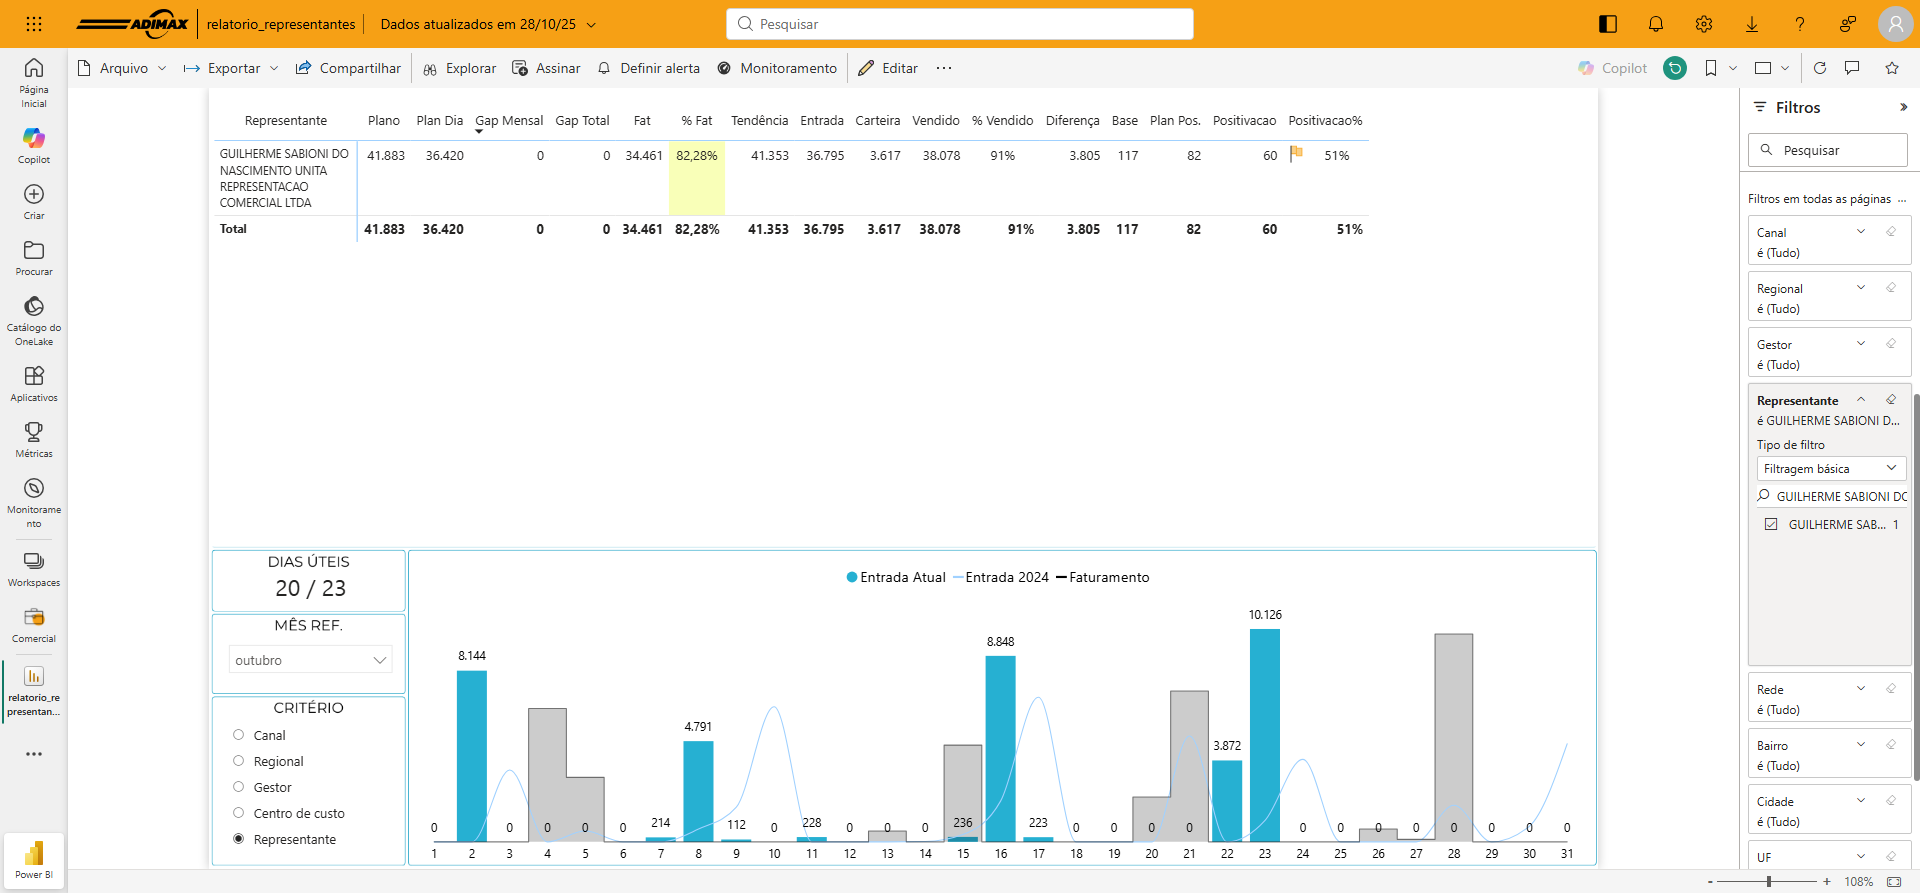 ADIMAX
relatorio_representantes
Dados atualizados em 28/10/25
Pesquisar
Arquivo
Exportar
Compartilhar
Explorar
Assinar
Definir alerta
Monitoramento
Editar
Copilot
Página
Inicial
Copilot
Criar
Procurar
Catálogo do
OneLake
Aplicativos
Métricas
Monitorame
nto
Workspaces
Comercial
relatorio_re
presentan...
Power BI
Representante Plano Plan Dia Gap Mensal Gap Total Fat % Fat Tendência Entrada Carteira Vendido % Vendido Diferença Base Plan Pos. Positivacao Positivacao%
GUILHERME SABIONI DO 41.883 36.420 0 0 34.461 82,28% 41.353 36.795 3.617 38.078 91% 3.805 117 82 60 51%
NASCIMENTO UNITA
REPRESENTACAO
COMERCIAL LTDA
Total 41.883 36.420 0 0 34.461 82,28% 41.353 36.795 3.617 38.078 91% 3.805 117 82 60 51%
DIAS ÚTEIS
20 / 23
MÊS REF.
outubro
CRITÉRIO
Canal
Regional
Gestor
Centro de custo
Representante
Entrada Atual Entrada 2024 Faturamento
0 8.144 0 0 0 0 214 4.791 112 0 228 0 0 0 236 8.848 223 0 0 0 0 3.872 10.126 0 0 0 0 0 0 0 0
1 2 3 4 5 6 7 8 9 10 11 12 13 14 15 16 17 18 19 20 21 22 23 24 25 26 27 28 29 30 31
Filtros
Pesquisar
Filtros em todas as páginas ...
Canal
é (Tudo)
Regional
é (Tudo)
Gestor
é (Tudo)
Representante
é GUILHERME SABIONI D...
Tipo de filtro
Filtragem básica
GUILHERME SABIONI DO
GUILHERME SAB... 1
Rede
é (Tudo)
Bairro
é (Tudo)
Cidade
é (Tudo)
UF
- + 108%